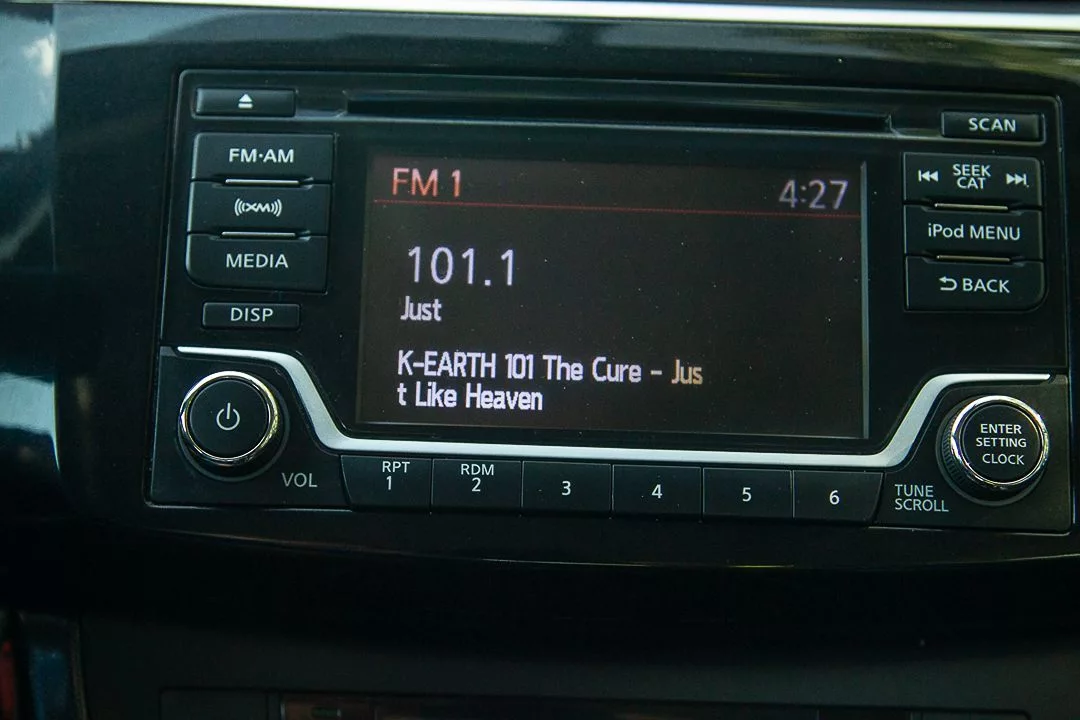 SCAN
FM·AM
SEEK
CAT
FM 1
4:27
XM
iPod MENU
MEDIA
101.1
BACK
DISP
Just
K-EARTH 101 The Cure - Jus
t Like Heaven
ENTER
SETTING
CLOCK
VOL
RPT
1
RDM
2
3
4
5
6
TUNE
SCROLL